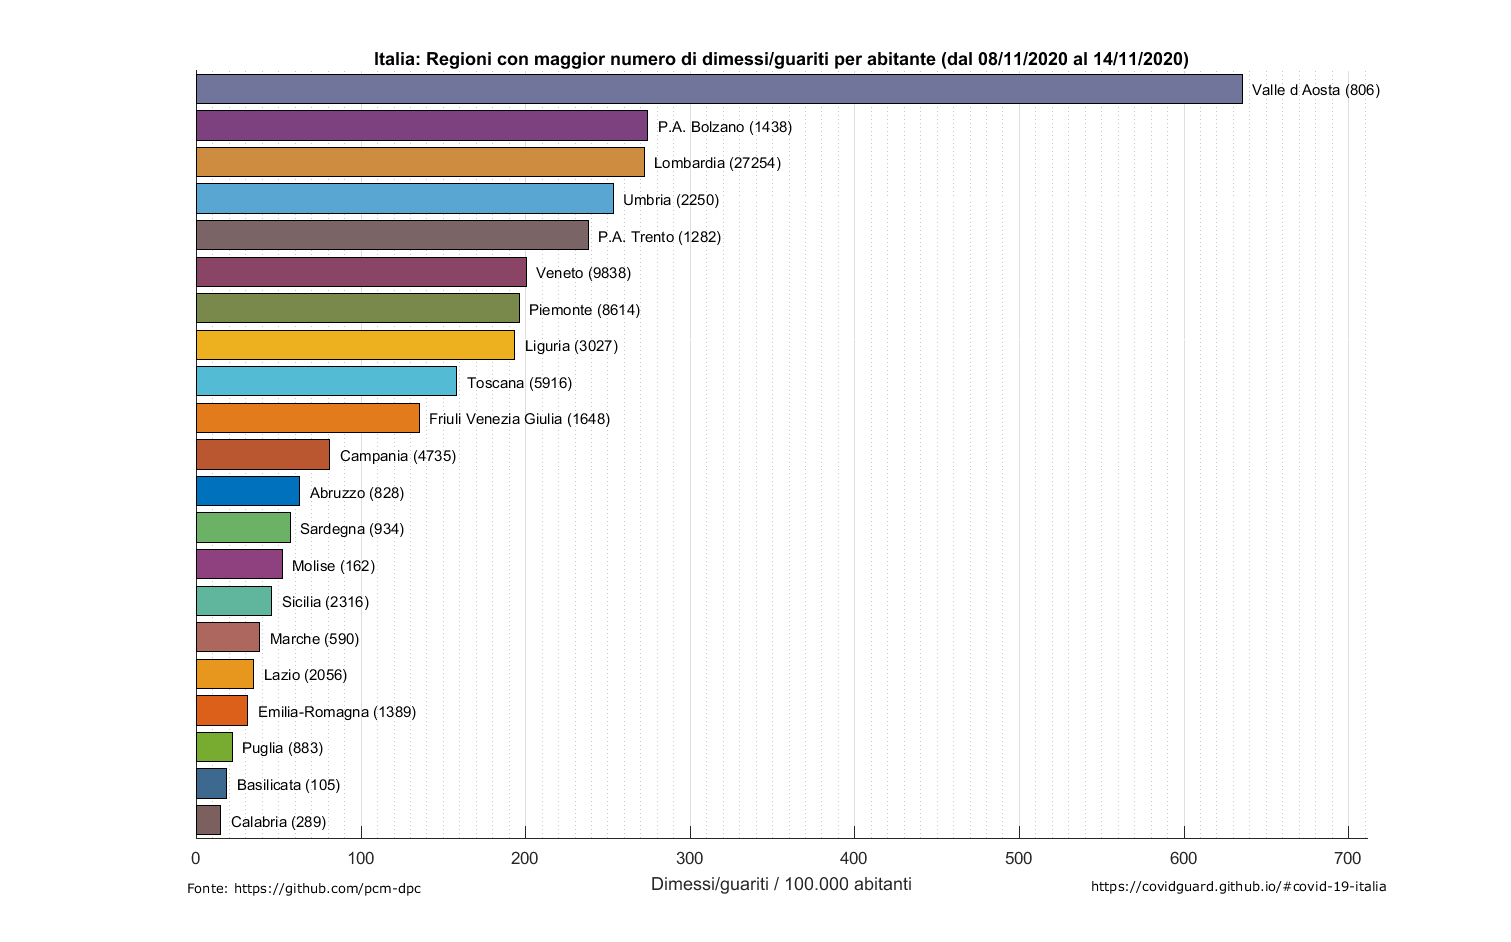 Italia: Regioni con maggior numero di dimessi/guariti per abitante (dal 08/11/2020 al 14/11/2020)
Valle d Aosta (806)
P.A. Bolzano (1438)
Lombardia (27254)
Umbria (2250)
P.A. Trento (1282)
Veneto (9838)
Piemonte (8614)
Liguria (3027)
Toscana (5916)
Friuli Venezia Giulia (1648)
Campania (4735)
Abruzzo (828)
Sardegna (934)
Molise (162)
Sicilia (2316)
Marche (590)
Lazio (2056)
Emilia-Romagna (1389)
Puglia (883)
Basilicata (105)
Calabria (289)
0 100 200 300 400 500 600 700
Dimessi/guariti / 100.000 abitanti
Fonte: https://github.com/pcm-dpc
https://covidguard.github.io/#covid-19-italia